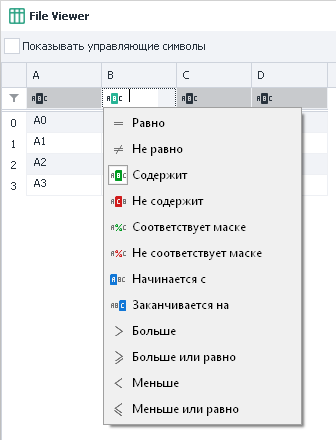 File Viewer
Показывать управляющие символы
A B C D
ABC ABC ABC ABC
0 A0
1 A1
2 A2
3 A3
= Равно
≠ Не равно
ABC Содержит
ABC Не содержит
A%C Соответствует маске
A%C Не соответствует маске
ABC Начинается с
ABC Заканчивается на
> Больше
≥ Больше или равно
< Меньше
≤ Меньше или равно